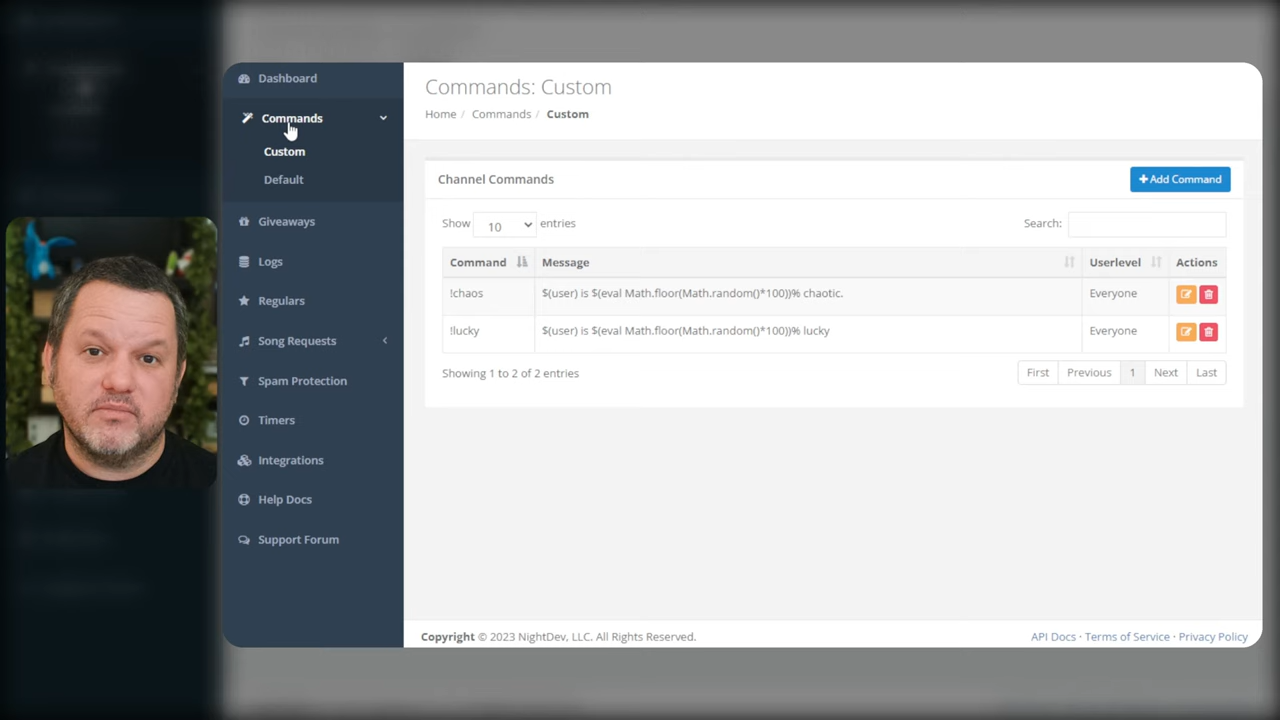 Dashboard
Commands
Custom
Default
Giveaways
Logs
Regulars
Song Requests
Spam Protection
Timers
Integrations
Help Docs
Support Forum
Commands: Custom
Home / Commands / Custom
Channel Commands
+ Add Command
Show 10 entries
Search:
Command Message Userlevel Actions
!chaos $(user) is $(eval Math.floor(Math.random()*100))% chaotic. Everyone
!lucky $(user) is $(eval Math.floor(Math.random()*100))% lucky Everyone
Showing 1 to 2 of 2 entries
First Previous 1 Next Last
Copyright © 2023 NightDev, LLC. All Rights Reserved.
API Docs · Terms of Service · Privacy Policy